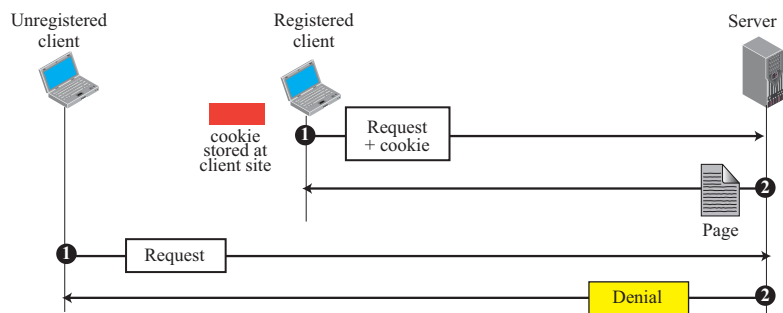 Unregistered
client
Registered
client
Server
cookie
stored at
client site
1
Request
+ cookie
2
Page
1
Request
Denial
2